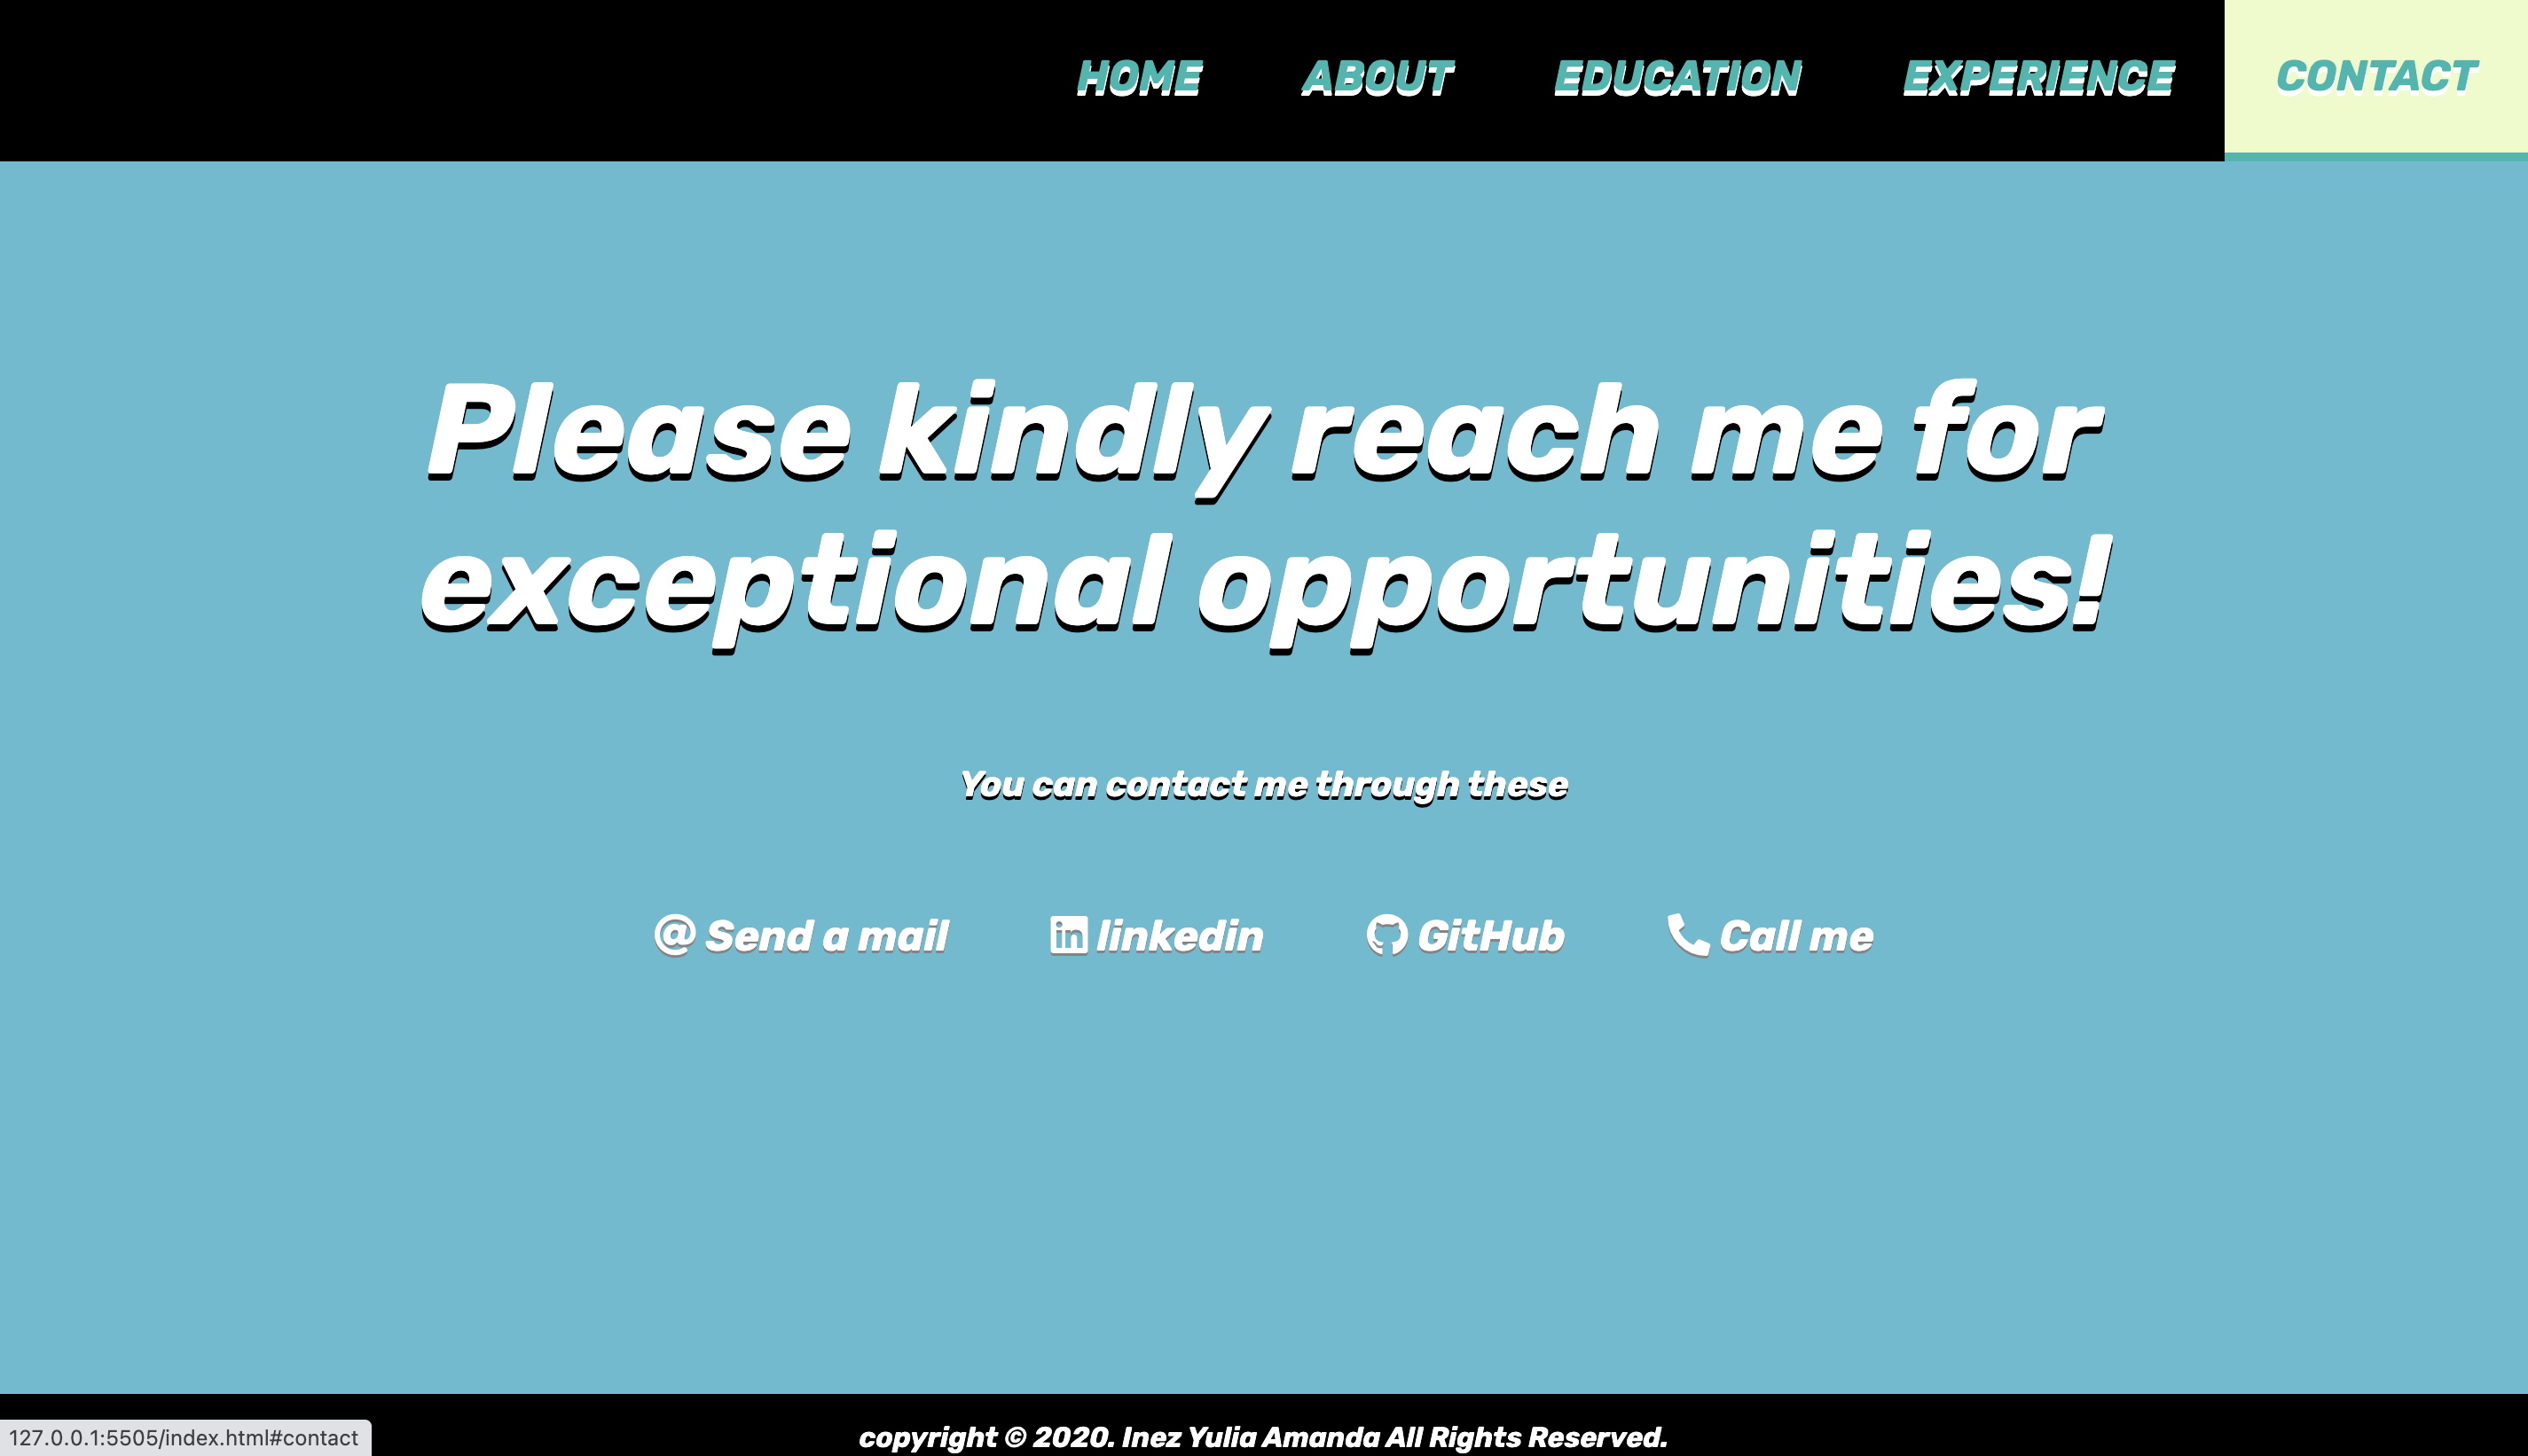 HOME ABOUT EDUCATION EXPERIENCE CONTACT
Please kindly reach me for
exceptional opportunities!
You can contact me through these
@ Send a mail in linkedin GitHub Call me
copyright © 2020. Inez Yulia Amanda All Rights Reserved.
127.0.0.1:5505/index.html#contact